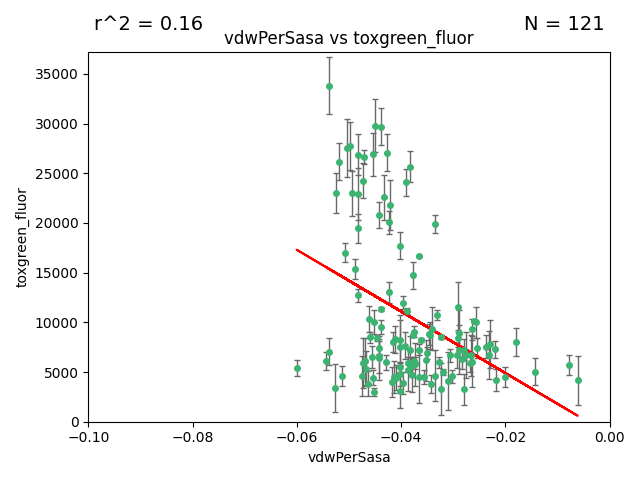 r^2 = 0.16
N = 121
vdwPerSasa vs toxgreen_fluor
toxgreen_fluor
35000
30000
25000
20000
15000
10000
5000
0
−0.10
−0.08
−0.06
−0.04
−0.02
0.00
vdwPerSasa